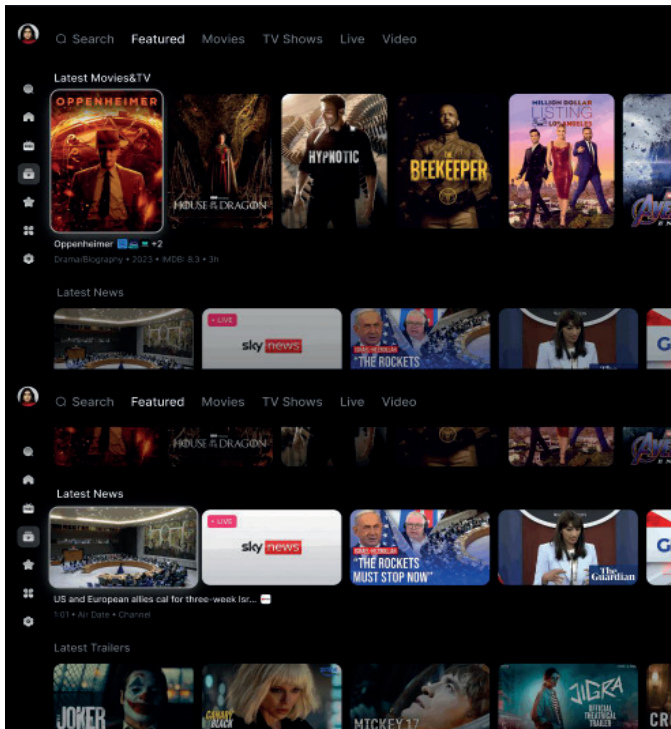 Search Featured Movies TV Shows Live Video
Latest Movies&TV
OPPENHEIMER
HOUSE OF THE DRAGON
HYPNOTIC
THE BEEKEEPER
MILLION DOLLAR
LISTING
LOS ANGELES
Oppenheimer +2
Drama/Biography • 2023 • IMDB: 8.3 • 3h
Latest News
• LIVE
sky news
"THE ROCKETS
Search Featured Movies TV Shows Live Video
HOUSE OF THE DRAGON
Latest News
• LIVE
sky news
"THE ROCKETS
MUST STOP NOW"
The
Guardian
US and European allies cal for three-week Isr...
1:01 • Air Date • Channel
Latest Trailers
JOKER
CANARY
BLACK
MICKEY 17
JIGRA
OFFICIAL
THEATRICAL
TRAILER
CR